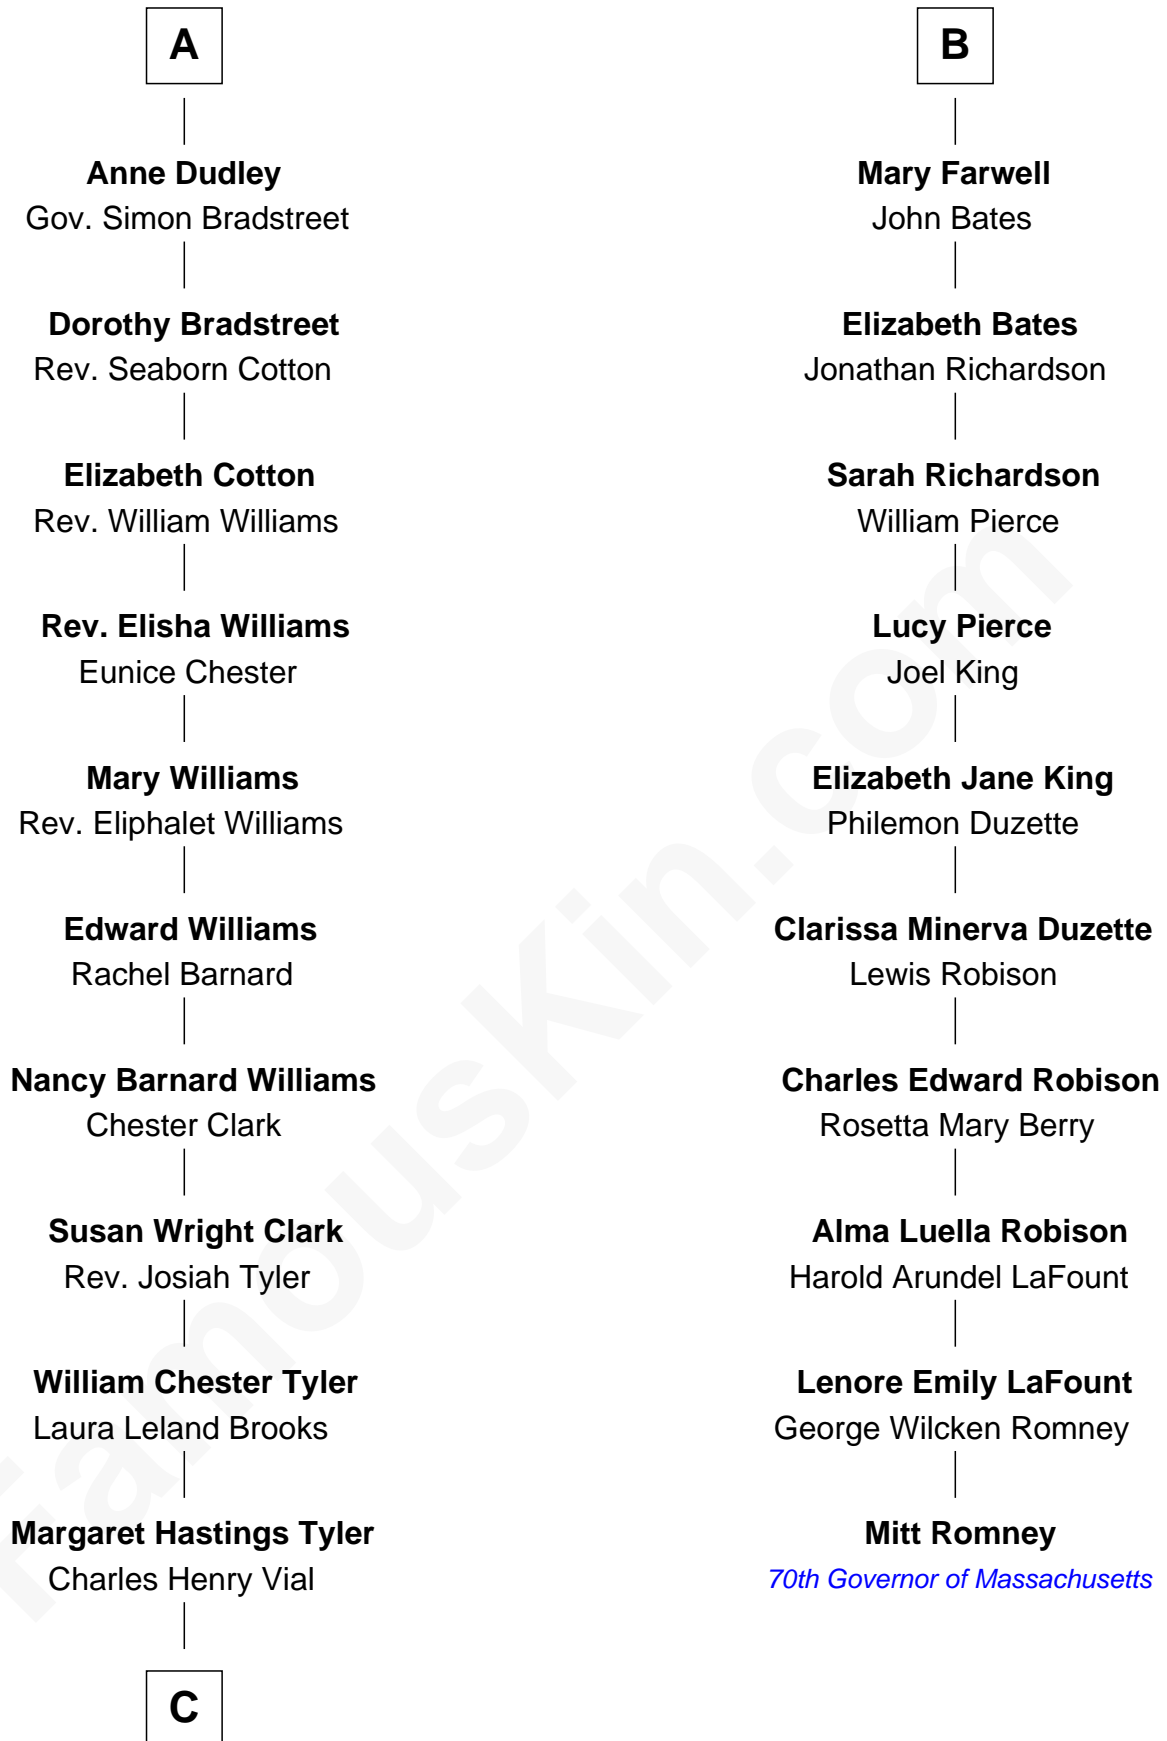 A
Anne Dudley
Gov. Simon Bradstreet
Dorothy Bradstreet
Rev. Seaborn Cotton
Elizabeth Cotton
Rev. William Williams
Rev. Elisha Williams
Eunice Chester
Mary Williams
Rev. Eliphalet Williams
Edward Williams
Rachel Barnard
Nancy Barnard Williams
Chester Clark
Susan Wright Clark
Rev. Josiah Tyler
William Chester Tyler
Laura Leland Brooks
Margaret Hastings Tyler
Charles Henry Vial
C
B
Mary Farwell
John Bates
Elizabeth Bates
Jonathan Richardson
Sarah Richardson
William Pierce
Lucy Pierce
Joel King
Elizabeth Jane King
Philemon Duzette
Clarissa Minerva Duzette
Lewis Robison
Charles Edward Robison
Rosetta Mary Berry
Alma Luella Robison
Harold Arundel LaFount
Lenore Emily LaFount
George Wilcken Romney
Mitt Romney
70th Governor of Massachusetts
FamousKin.com